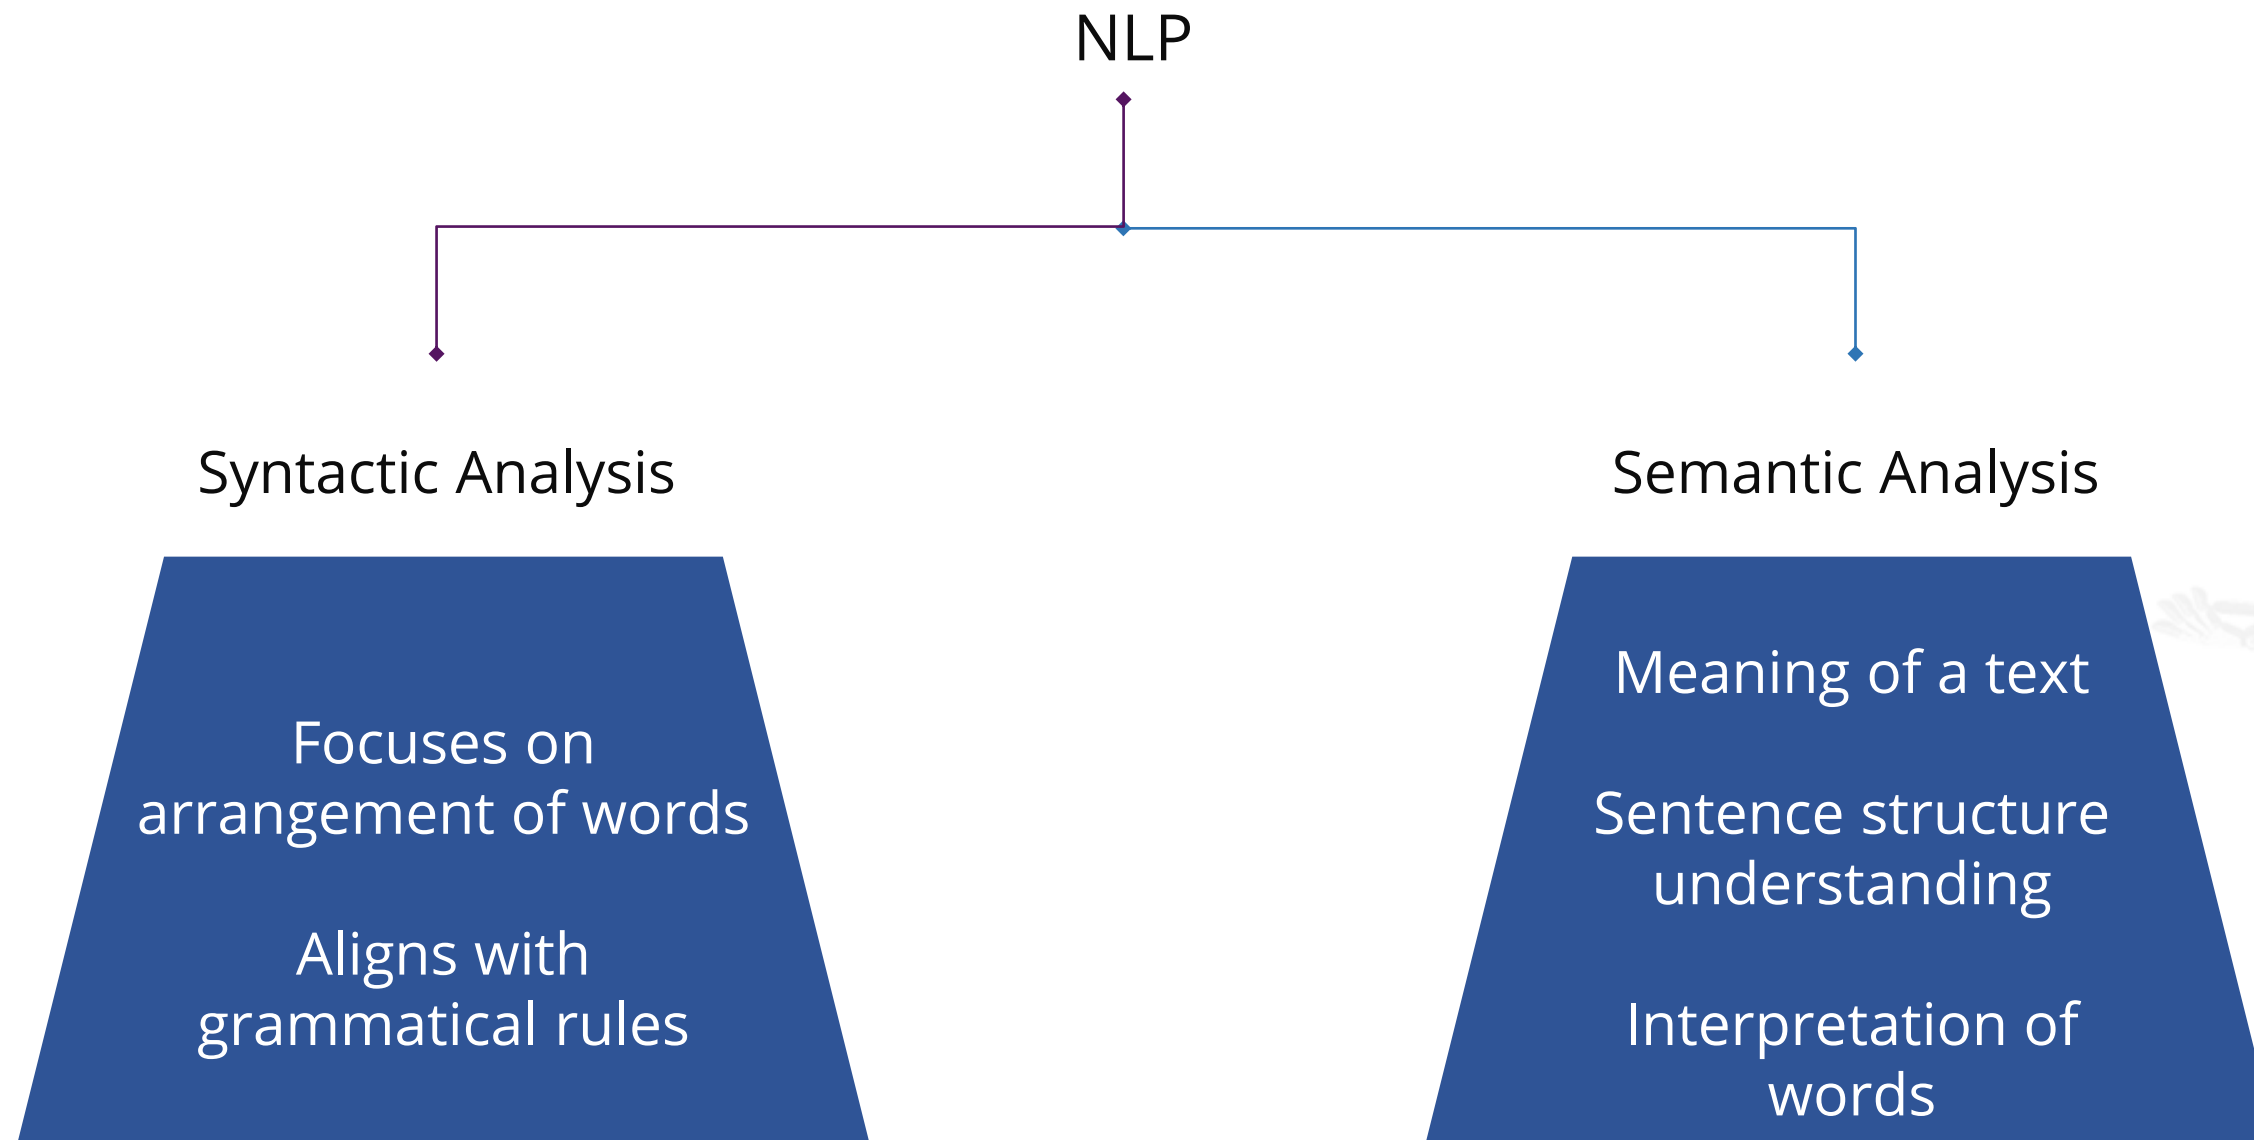 NLP
Syntactic Analysis
Semantic Analysis
Focuses on
arrangement of words
Aligns with
grammatical rules
Meaning of a text
Sentence structure
understanding
Interpretation of
words